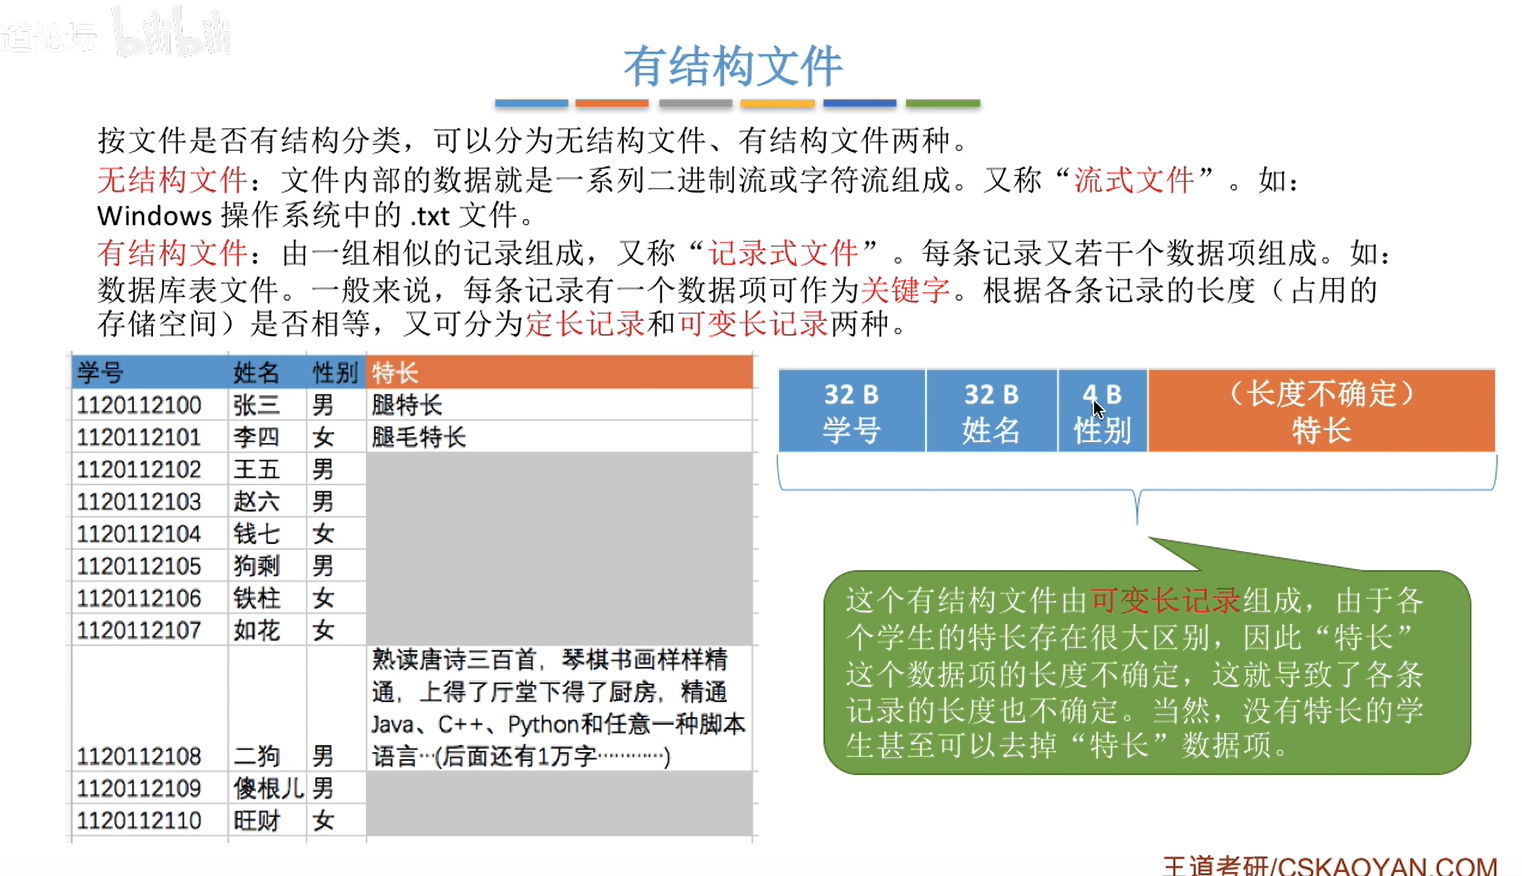 道论坛 bilibili
有结构文件
按文件是否有结构分类，可以分为无结构文件、有结构文件两种。
无结构文件：文件内部的数据就是一系列二进制流或字符流组成。又称“流式文件”。如：
Windows 操作系统中的 .txt 文件。
有结构文件：由一组相似的记录组成，又称“记录式文件”。每条记录又若干个数据项组成。如：
数据库表文件。一般来说，每条记录有一个数据项可作为关键字。根据各条记录的长度（占用的
存储空间）是否相等，又可分为定长记录和可变长记录两种。
学号 姓名 性别 特长
1120112100 张三 男 腿特长
1120112101 李四 女 腿毛特长
1120112102 王五 男
1120112103 赵六 男
1120112104 钱七 女
1120112105 狗剩 男
1120112106 铁柱 女
1120112107 如花 女
熟读唐诗三百首，琴棋书画样样精
通，上得了厅堂下得了厨房，精通
Java、C++、Python和任意一种脚本
1120112108 二狗 男 语言…(后面还有1万字…………)
1120112109 傻根儿 男
1120112110 旺财 女
32 B 32 B 4 B （长度不确定）
学号 姓名 性别 特长
这个有结构文件由可变长记录组成，由于各
个学生的特长存在很大区别，因此“特长”
这个数据项的长度不确定，这就导致了各条
记录的长度也不确定。当然，没有特长的学
生甚至可以去掉“特长”数据项。
王道考研/CSKAOYAN.COM